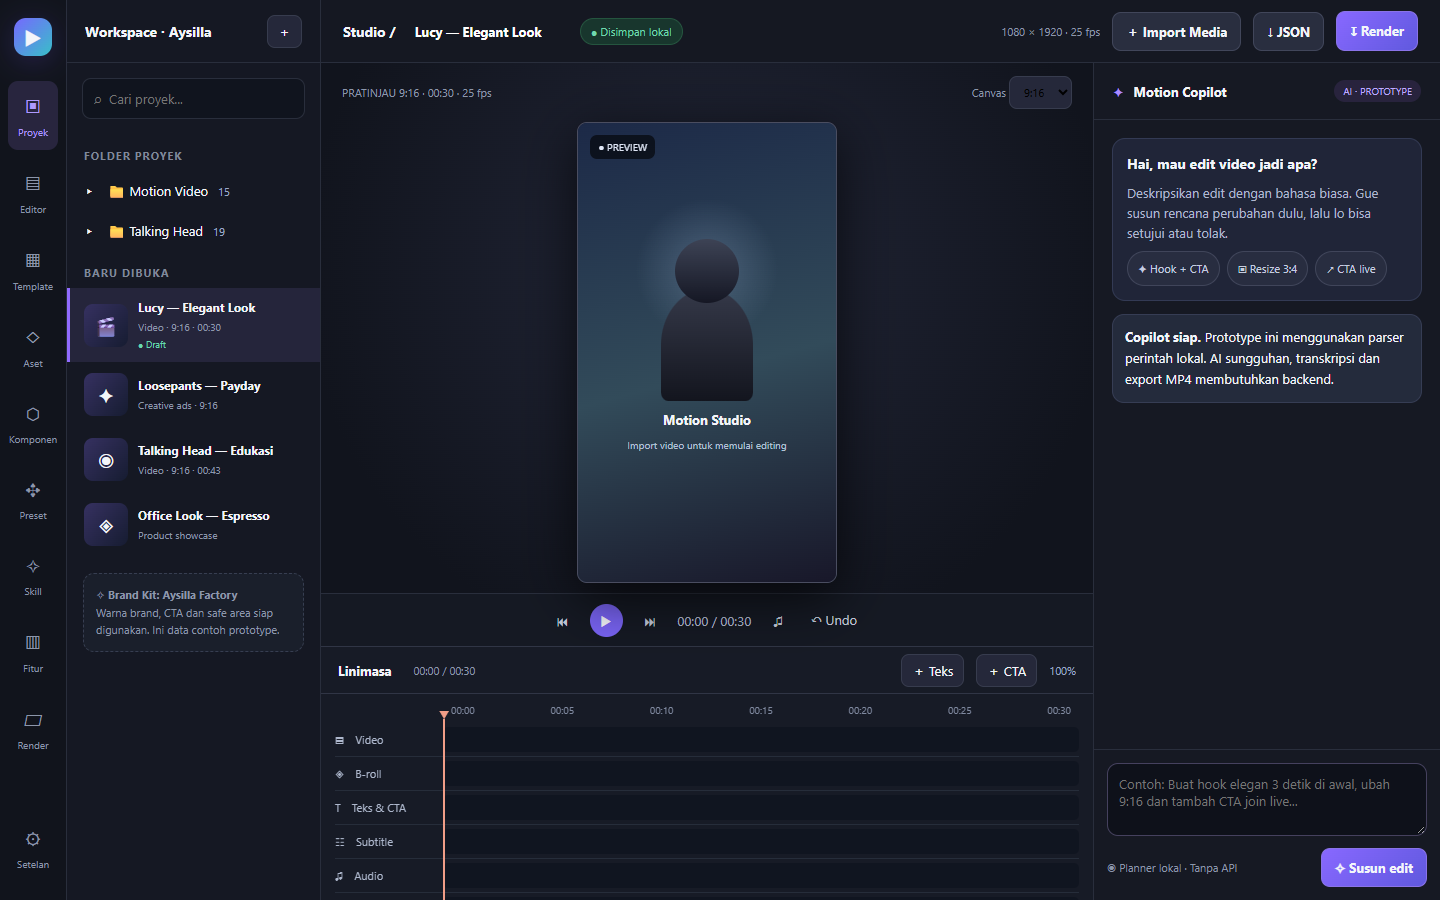 Workspace · Aysilla
+
Studio /
Lucy — Elegant Look
● Disimpan lokal
1080 × 1920 · 25 fps
+ Import Media
↓ JSON
↧ Render
Proyek
Editor
Template
Aset
Komponen
Preset
Skill
Fitur
Render
Setelan
Cari proyek...
FOLDER PROYEK
▸ Motion Video 15
▸ Talking Head 19
BARU DIBUKA
Lucy — Elegant Look
Video · 9:16 · 00:30
● Draft
Loosepants — Payday
Creative ads · 9:16
Talking Head — Edukasi
Video · 9:16 · 00:43
Office Look — Espresso
Product showcase
✧ Brand Kit: Aysilla Factory
Warna brand, CTA dan safe area siap
digunakan. Ini data contoh prototype.
PRATINJAU 9:16 · 00:30 · 25 fps
Canvas 9:16
● PREVIEW
Motion Studio
Import video untuk memulai editing
00:00 / 00:30
↶ Undo
Linimasa
00:00 / 00:30
+ Teks
+ CTA
100%
00:00 00:05 00:10 00:15 00:20 00:25 00:30
Video
B-roll
T Teks & CTA
Subtitle
Audio
✦ Motion Copilot
AI · PROTOTYPE
Hai, mau edit video jadi apa?
Deskripsikan edit dengan bahasa biasa. Gue
susun rencana perubahan dulu, lalu lo bisa
setujui atau tolak.
✦ Hook + CTA
▣ Resize 3:4
↗ CTA live
Copilot siap. Prototype ini menggunakan parser
perintah lokal. AI sungguhan, transkripsi dan
export MP4 membutuhkan backend.
Contoh: Buat hook elegan 3 detik di awal, ubah
9:16 dan tambah CTA join live...
◉ Planner lokal · Tanpa API
✧ Susun edit